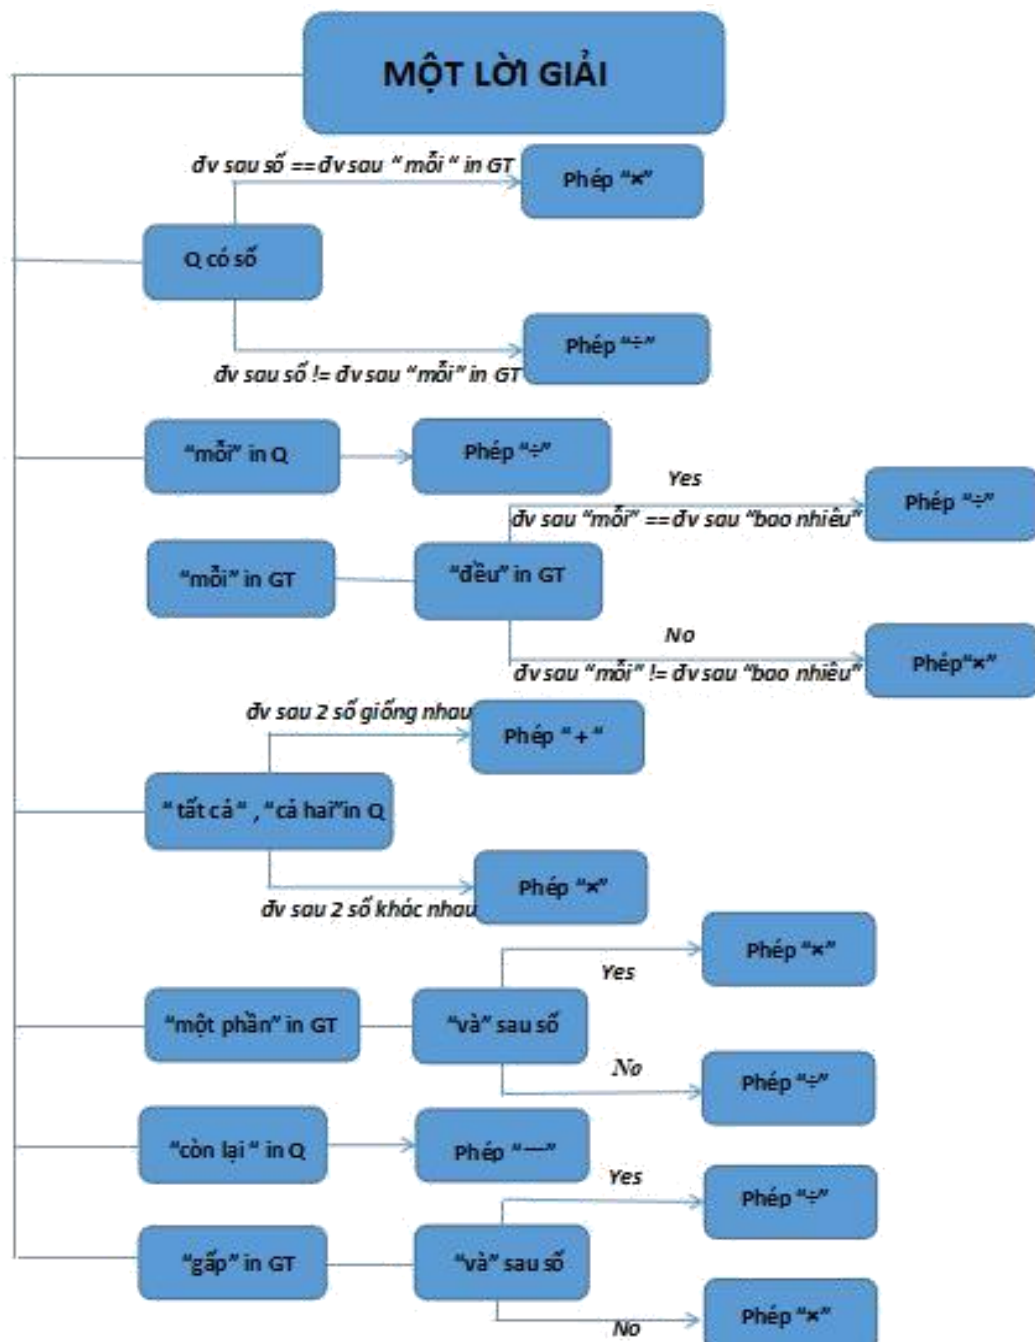 MỘT LỜI GIẢI
đv sau số == đv sau “ mỗi “ in GT
Phép “×”
Q có số
Phép “÷”
đv sau số != đv sau “mỗi” in GT
“mỗi” in Q
Phép “÷”
Yes
đv sau “mỗi” == đv sau “bao nhiêu”
Phép “÷”
“mỗi” in GT
“đều” in GT
No
đv sau “mỗi” != đv sau “bao nhiêu”
Phép“×”
đv sau 2 số giống nhau
Phép “ + “
“ tất cả “ , “cả hai”in Q
Phép “×”
đv sau 2 số khác nhau
Phép “×”
Yes
“một phần” in GT
“và” sau số
No
Phép “÷”
“còn lại “ in Q
Phép “—”
Yes
Phép “÷”
“gấp” in GT
“và” sau số
No
Phép “×”